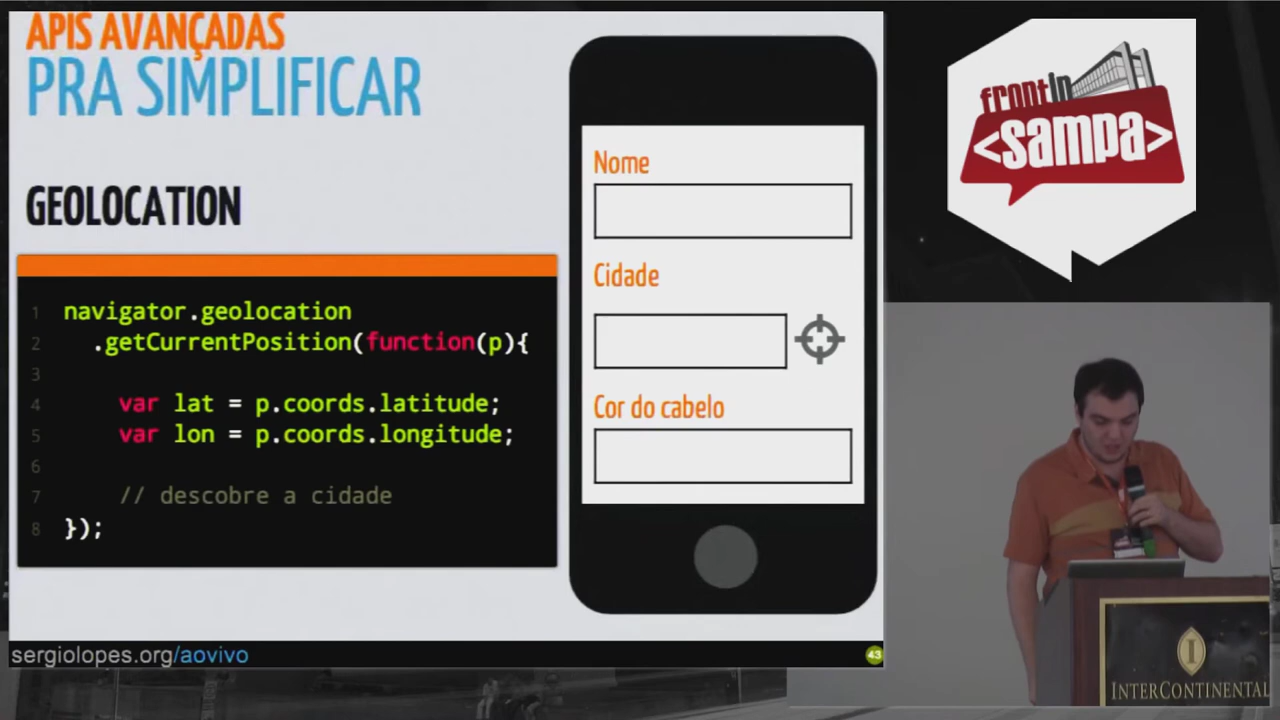 APIS AVANÇADAS
PRA SIMPLIFICAR
GEOLOCATION
1 navigator.geolocation
2 .getCurrentPosition(function(p){
3
4 var lat = p.coords.latitude;
5 var lon = p.coords.longitude;
6
7 // descobre a cidade
8 });
Nome
Cidade
Cor do cabelo
sergiolopes.org/aovivo
43
frontin
<sampa>
I
INTERCONTINENTAL